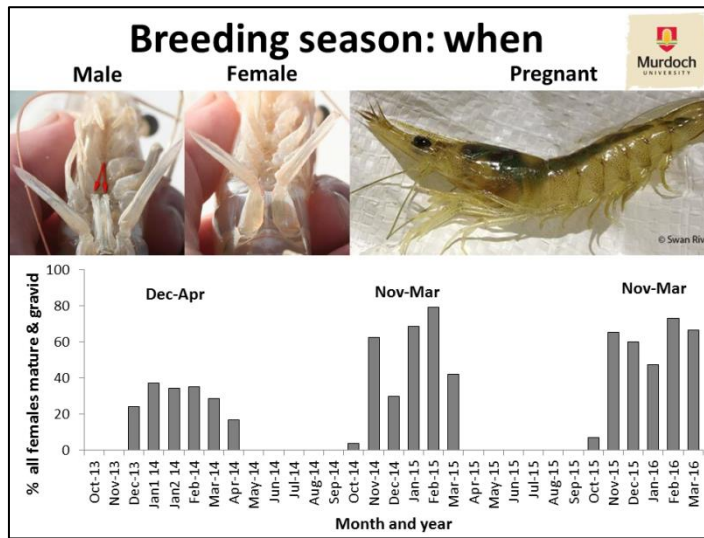 Breeding season: when
Murdoch
UNIVERSITY
Male
Female
Pregnant
© Swan Riv
% all females mature & gravid
100
80
60
40
20
0
Dec-Apr
Nov-Mar
Nov-Mar
Oct-13
Nov-13
Dec-13
Jan1 14
Jan2 14
Feb-14
Mar-14
Apr-14
May-14
Jun-14
Jul-14
Aug-14
Sep-14
Oct-14
Nov-14
Dec-14
Jan-15
Feb-15
Mar-15
Apr-15
May-15
Jun-15
Jul-15
Aug-15
Sep-15
Oct-15
Nov-15
Dec-15
Jan-16
Feb-16
Mar-16
Month and year